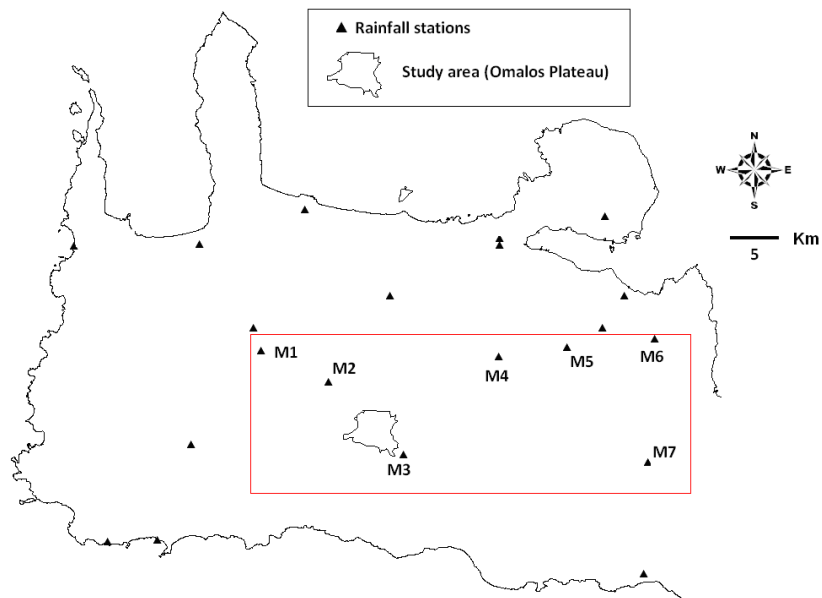 Rainfall stations
Study area (Omalos Plateau)
N
W E
S
5 Km
M1
M2
M3
M4
M5
M6
M7